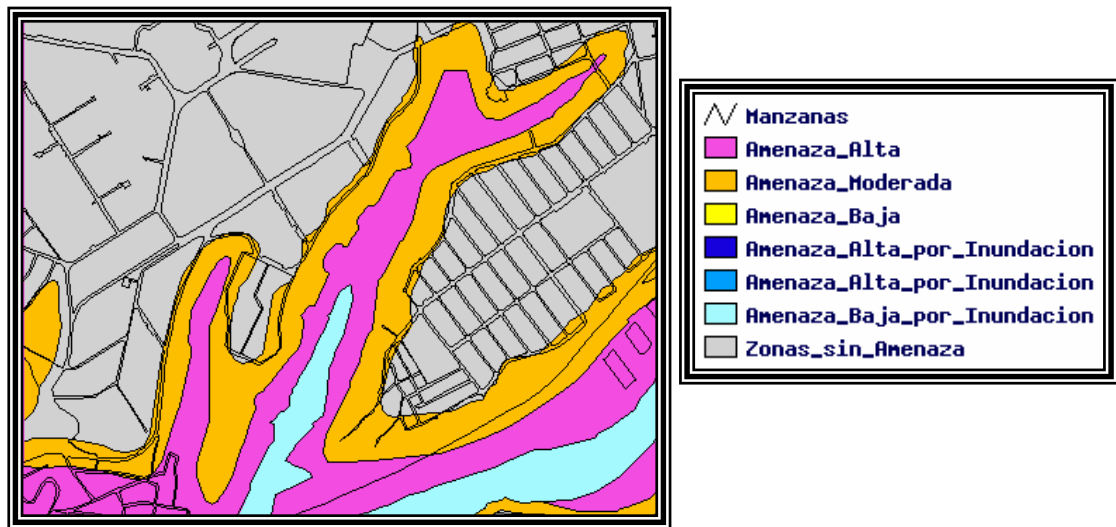 Manzanas
Amenaza_Alta
Amenaza_Moderada
Amenaza_Baja
Amenaza_Alta_por_Inundacion
Amenaza_Alta_por_Inundacion
Amenaza_Baja_por_Inundacion
Zonas_sin_Amenaza